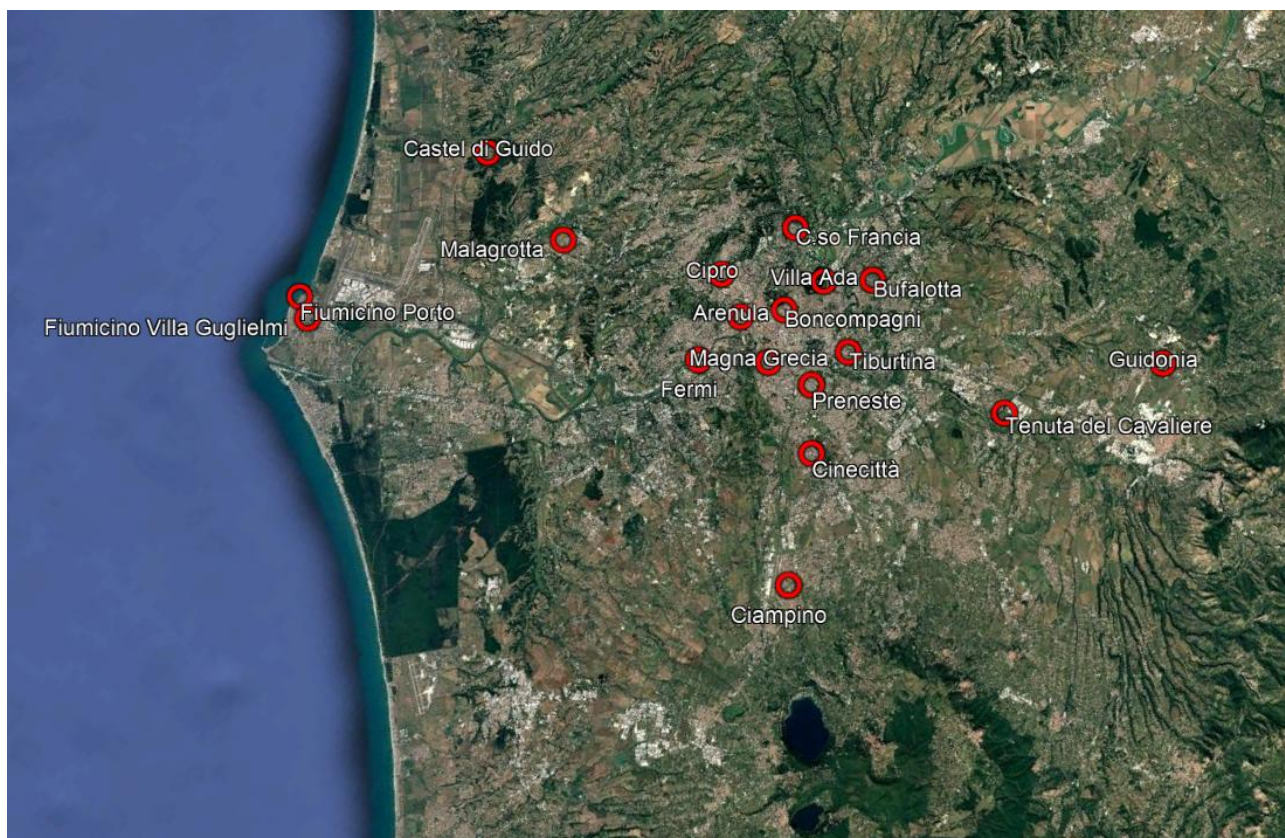 Castel di Guido
C.so Francia
Malagrotta
Cipro
Villa Ada
Bufalotta
Fiumicino Porto
Arenula
Boncompagni
Fiumicino Villa Guglielmi
Magna Grecia
Tiburtina
Guidonia
Fermi
Preneste
Tenuta del Cavaliere
Cinecittà
Ciampino